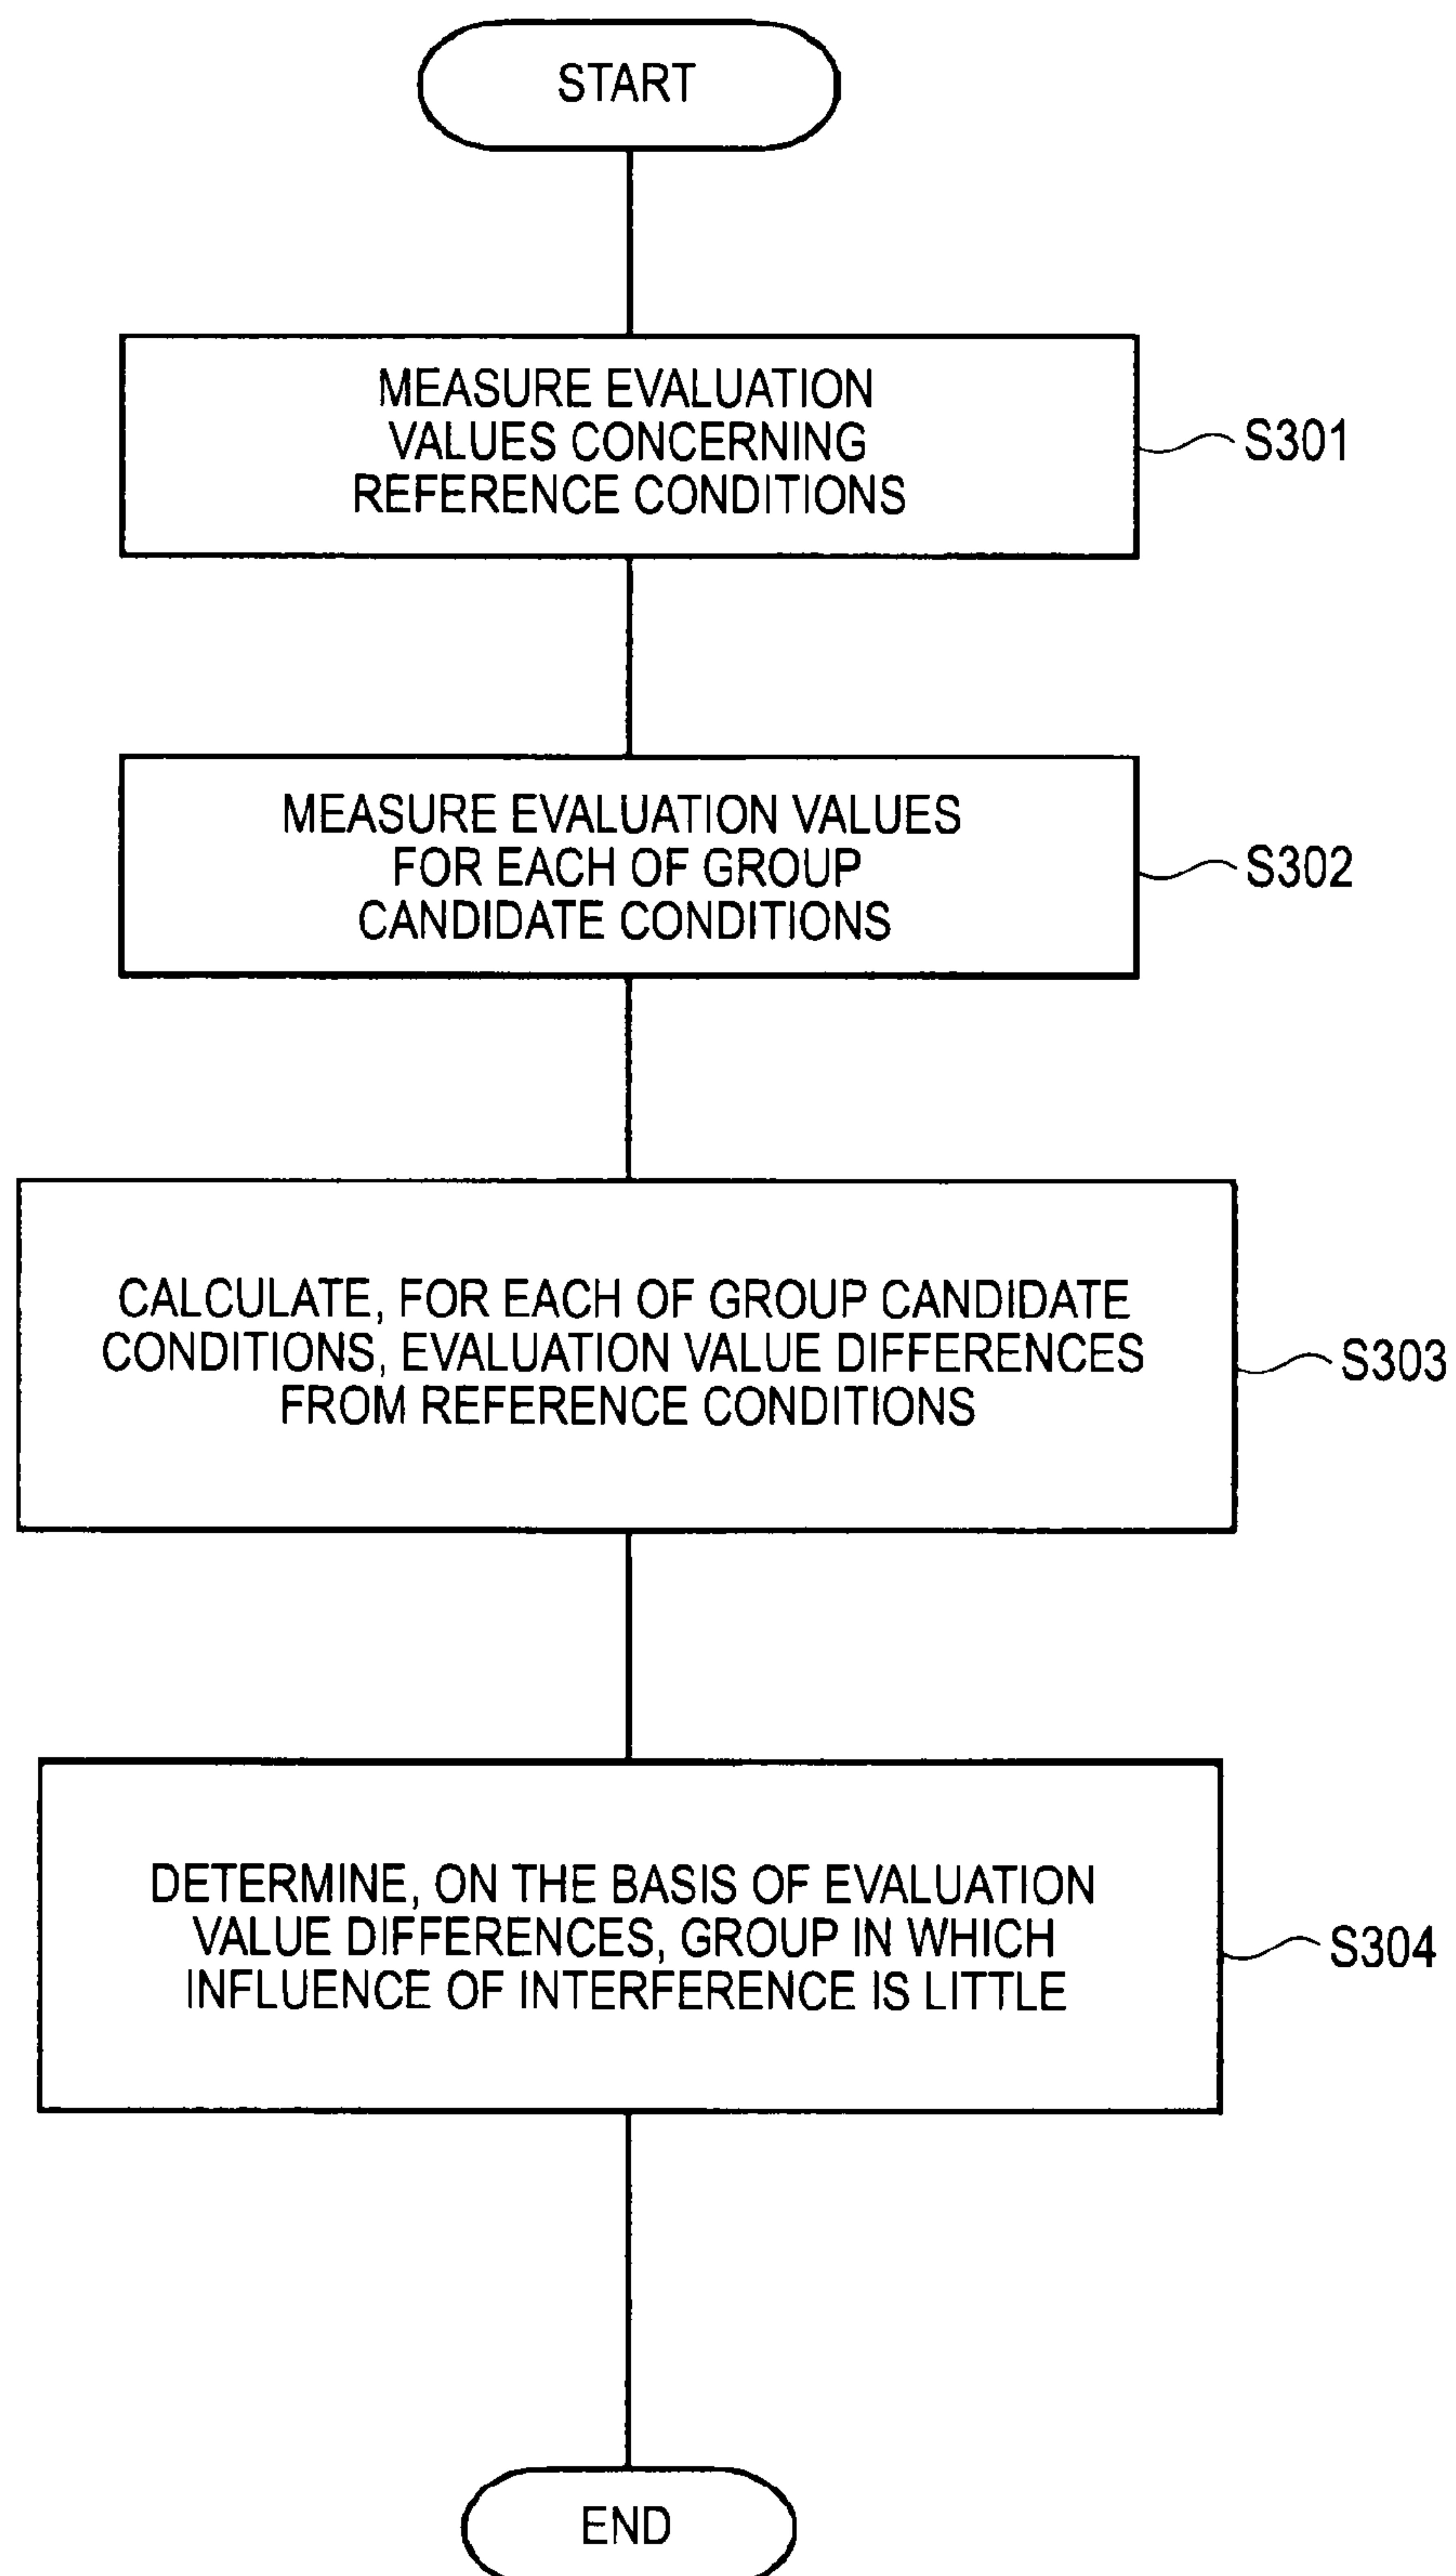 START
MEASURE EVALUATION
VALUES CONCERNING
REFERENCE CONDITIONS
S301
MEASURE EVALUATION VALUES
FOR EACH OF GROUP
CANDIDATE CONDITIONS
S302
CALCULATE, FOR EACH OF GROUP CANDIDATE
CONDITIONS, EVALUATION VALUE DIFFERENCES
FROM REFERENCE CONDITIONS
S303
DETERMINE, ON THE BASIS OF EVALUATION
VALUE DIFFERENCES, GROUP IN WHICH
INFLUENCE OF INTERFERENCE IS LITTLE
S304
END